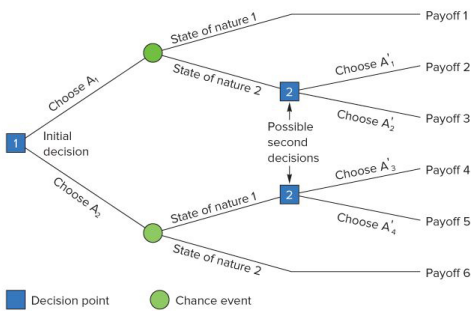 State of nature 1
Payoff 1
Choose A₁
State of nature 2
2
Choose A'₁
Payoff 2
Choose A'₂
Payoff 3
1
Initial
decision
Possible
second
decisions
Choose A₂
State of nature 1
2
Choose A'₃
Payoff 4
Choose A'₄
Payoff 5
State of nature 2
Payoff 6
Decision point
Chance event